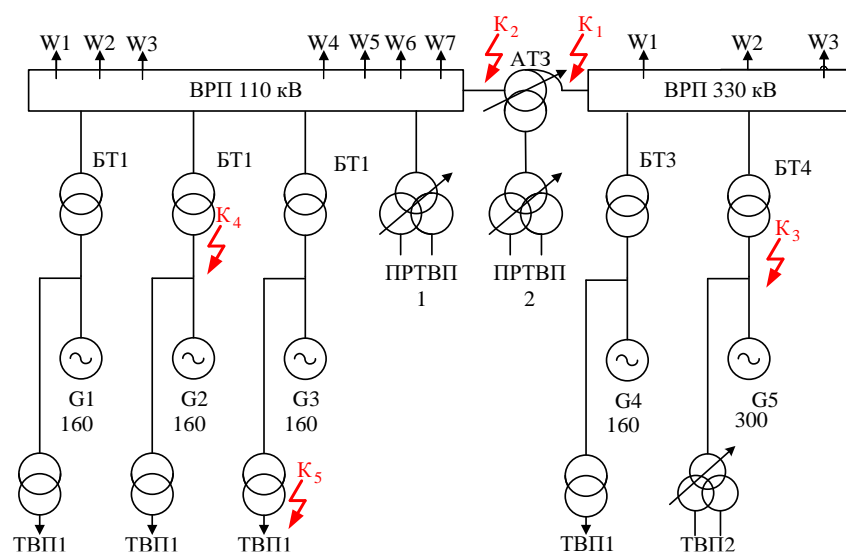 W1 W2 W3 W4 W5 W6 W7 К2 АТЗ К1 W1 W2 W3
ВРП 110 кВ ВРП 330 кВ
БТ1 БТ1 БТ1 БТ3 БТ4
К4 К3
ПРТВП ПРТВП
1 2
G1 G2 G3 G4 G5
160 160 160 160 300
К5
ТВП1 ТВП1 ТВП1 ТВП1 ТВП2